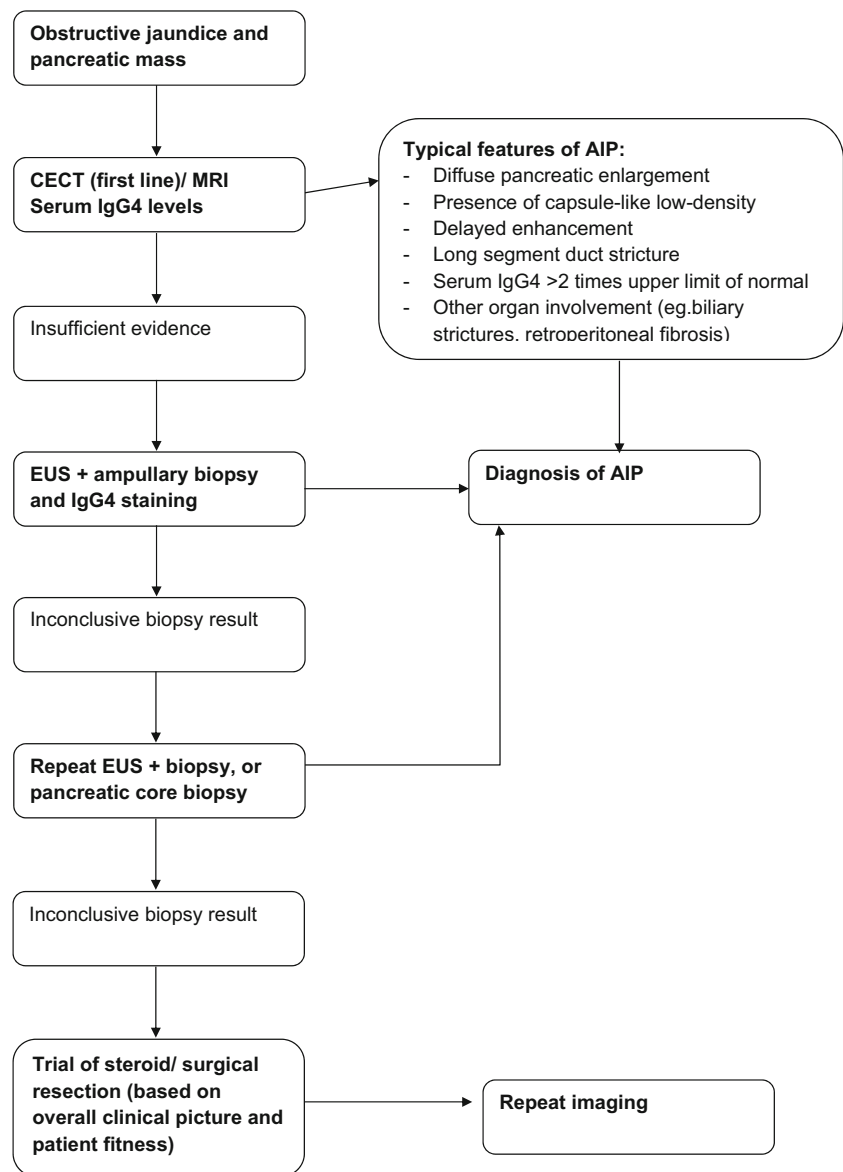 Obstructive jaundice and
pancreatic mass
CECT (first line)/ MRI
Serum IgG4 levels
Typical features of AIP:
- Diffuse pancreatic enlargement
- Presence of capsule-like low-density
- Delayed enhancement
- Long segment duct stricture
- Serum IgG4 >2 times upper limit of normal
- Other organ involvement (eg.biliary
strictures. retroperitoneal fibrosis)
Insufficient evidence
EUS + ampullary biopsy
and IgG4 staining
Diagnosis of AIP
Inconclusive biopsy result
Repeat EUS + biopsy, or
pancreatic core biopsy
Inconclusive biopsy result
Trial of steroid/ surgical
resection (based on
overall clinical picture and
patient fitness)
Repeat imaging